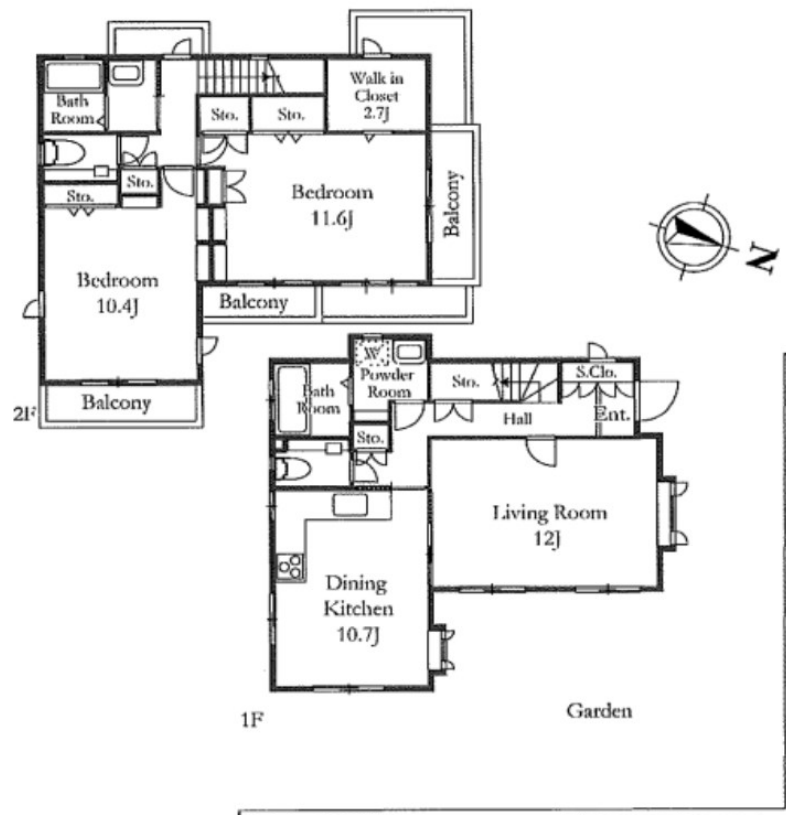 Bath
Room
Sto.
Sto.
Walk in
Closet
2.7J
Sto.
Sto.
Bedroom
11.6J
Balcony
Bedroom
10.4J
Balcony
Balcony
2F
N
W
Powder
Room
Bath
Room
Sto.
Sto.
S.Clo.
Hall
Ent.
Living Room
12J
Dining
Kitchen
10.7J
1F
Garden